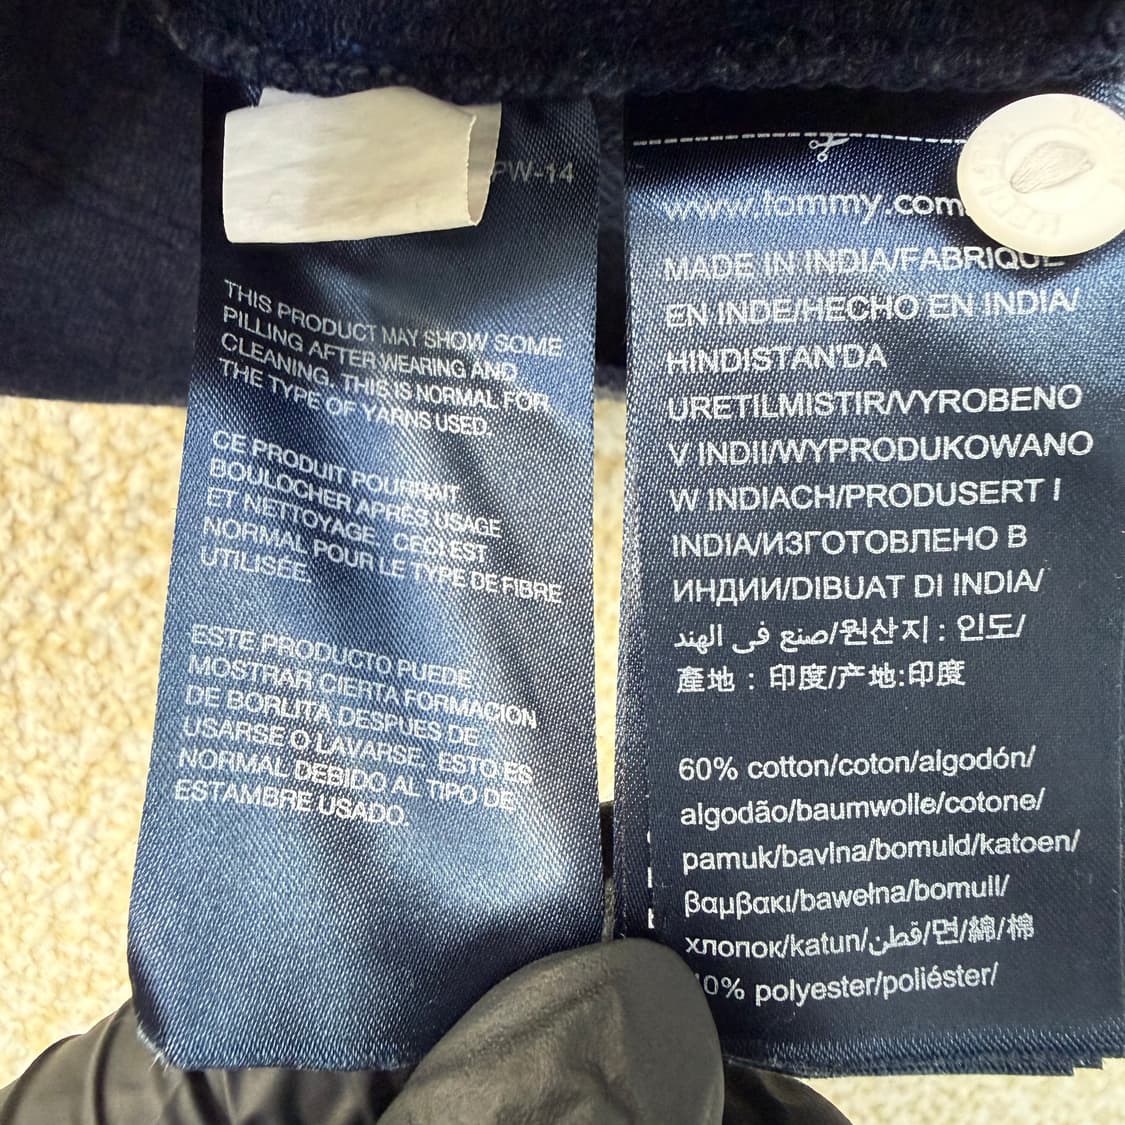 PW-14
THIS PRODUCT MAY SHOW SOME
PILLING AFTER WEARING AND
CLEANING. THIS IS NORMAL FOR
THE TYPE OF YARNS USED.
CE PRODUIT POURRAIT
BOULOCHER APRÈS USAGE
ET NETTOYAGE. CECI EST
NORMAL POUR LE TYPE DE FIBRE
UTILISÉE.
ESTE PRODUCTO PUEDE
MOSTRAR CIERTA FORMACION
DE BORLITA DESPUES DE
USARSE O LAVARSE. ESTO ES
NORMAL DEBIDO AL TIPO DE
ESTAMBRE USADO.
www.tommy.com
MADE IN INDIA/FABRIQUE
EN INDE/HECHO EN INDIA/
HINDISTAN'DA
URETILMISTIR/VYROBENO
V INDII/WYPRODUKOWANO
W INDIACH/PRODUSERT I
INDIA/ИЗГОТОВЛЕНО В
ИНДИИ/DIBUAT DI INDIA/
صنع فى الهند/원산지 : 인도/
產地 : 印度/产地:印度
60% cotton/coton/algodón/
algodão/baumwolle/cotone/
pamuk/bavlna/bomuld/katoen/
βαμβακι/bawełna/bomull/
хлопок/katun/قطن/면/綿/棉
0% polyester/poliéster/